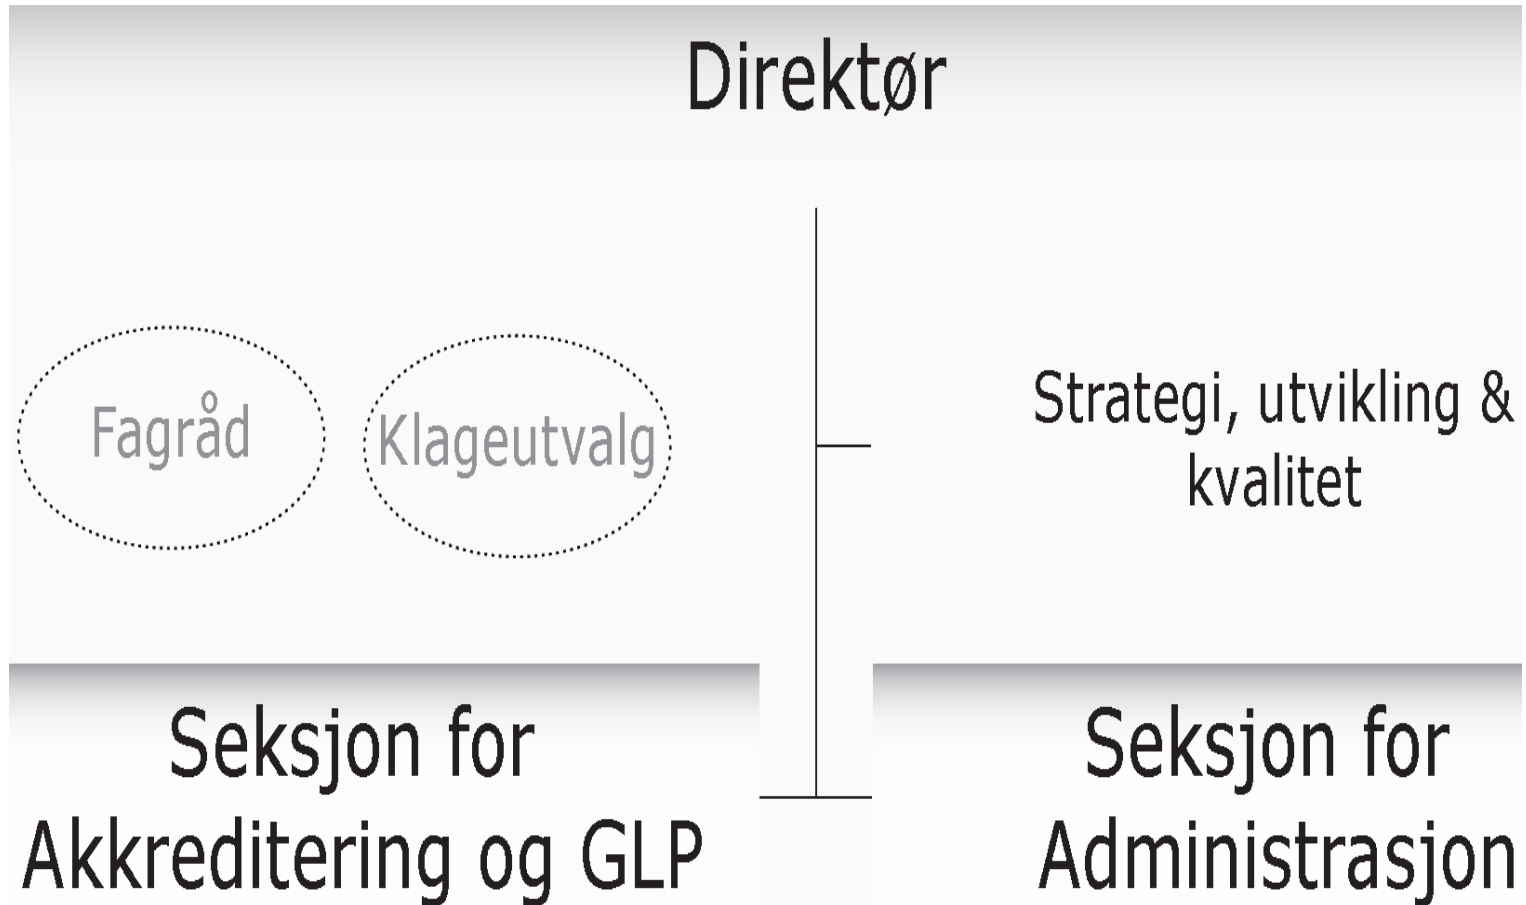 Direktør
Fagråd
Klageutvalg
Strategi, utvikling &
kvalitet
Seksjon for
Akkreditering og GLP
Seksjon for
Administrasjon